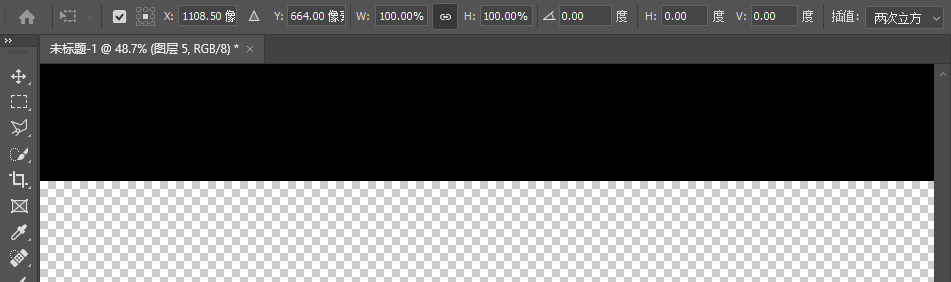 X: 1108.50 像 Y: 664.00 像素 W: 100.00% H: 100.00% 0.00 度 H: 0.00 度 V: 0.00 度 插值: 两次立方
未标题-1 @ 48.7% (图层 5, RGB/8) * ×